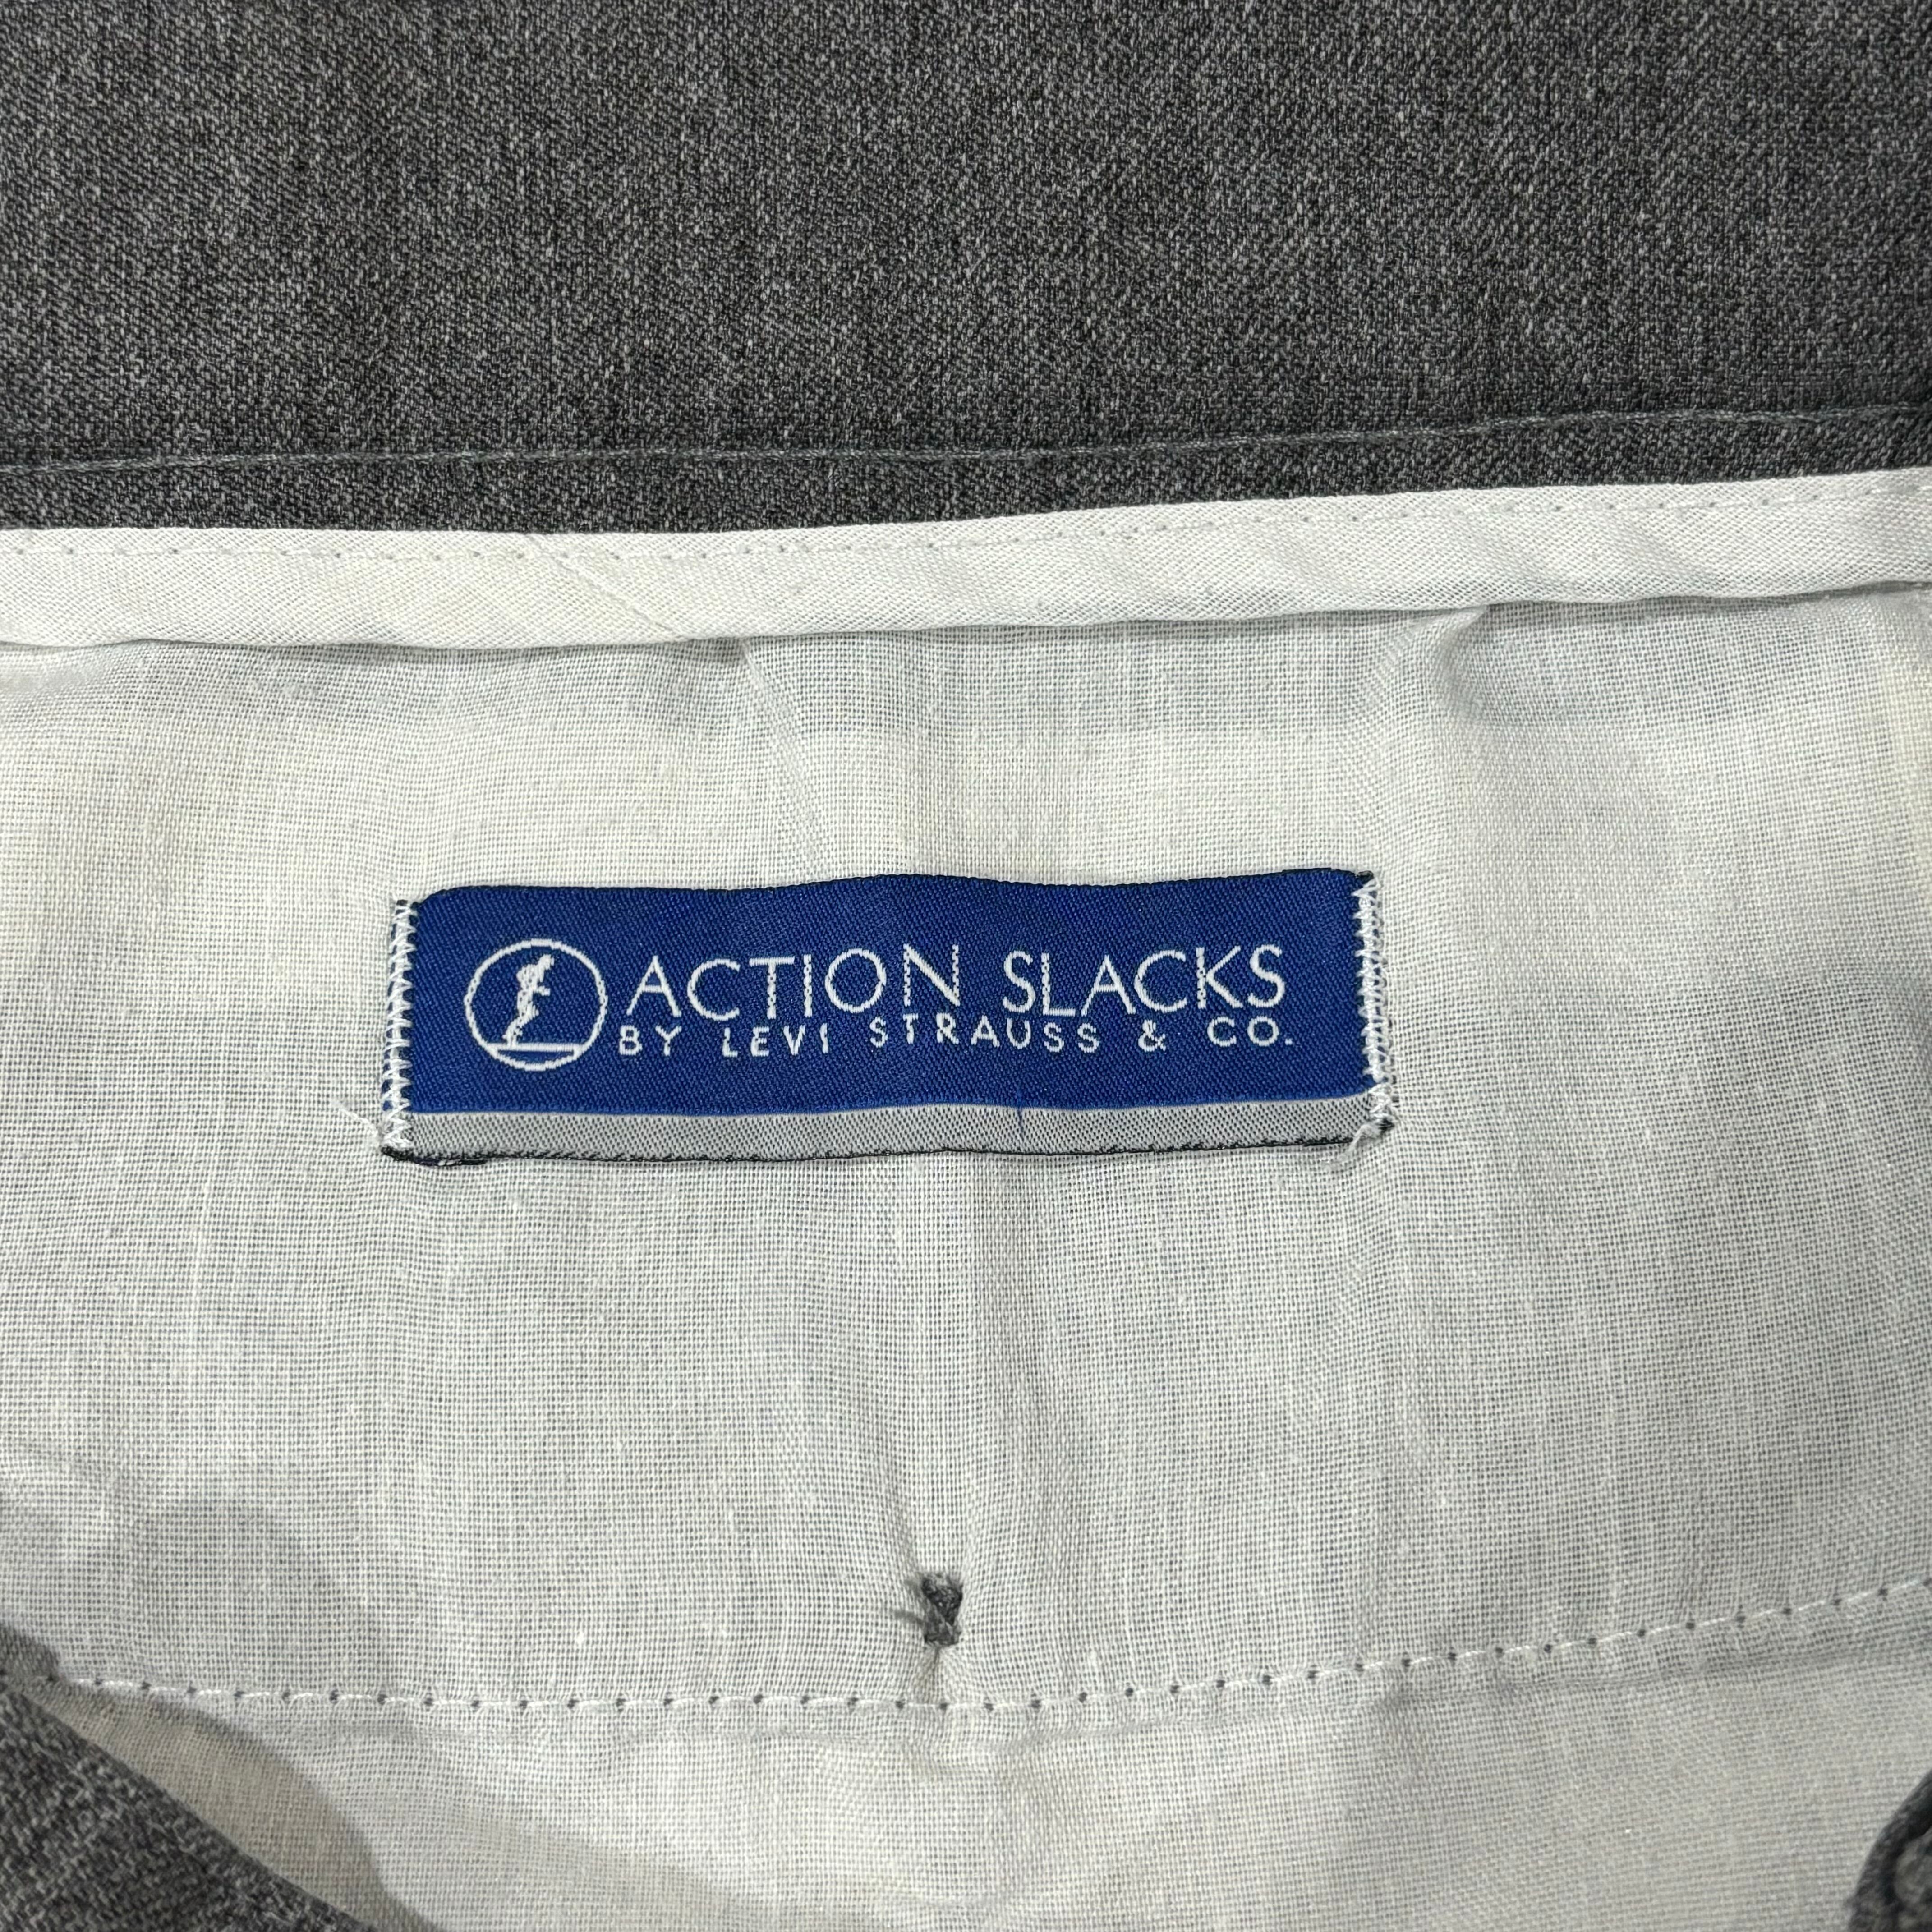 ACTION SLACKS
BY LEVI STRAUSS & CO.